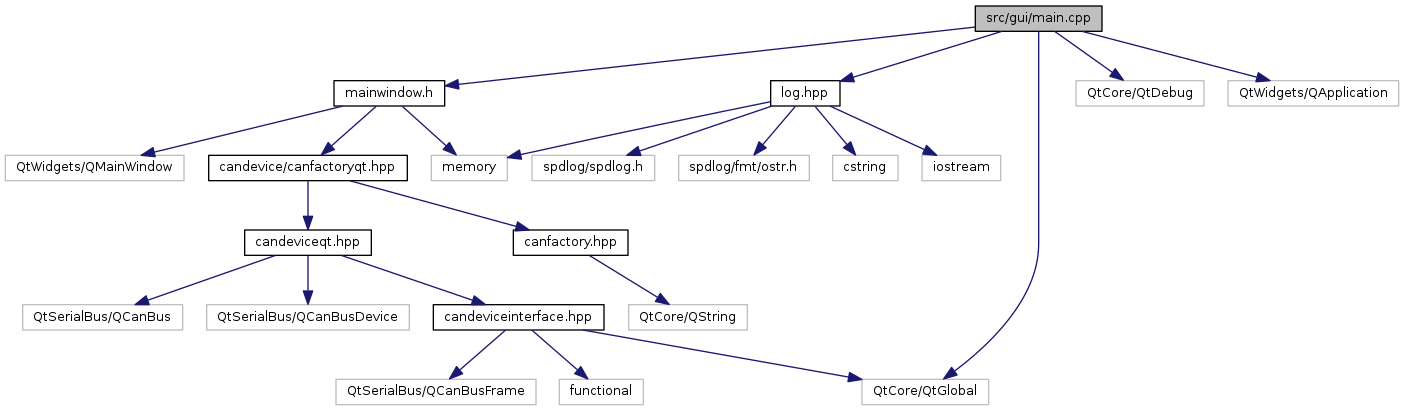 src/gui/main.cpp
mainwindow.h
log.hpp
QtCore/QtDebug
QtWidgets/QApplication
QtWidgets/QMainWindow
candevice/canfactoryqt.hpp
memory
spdlog/spdlog.h
spdlog/fmt/ostr.h
cstring
iostream
candeviceqt.hpp
canfactory.hpp
QtSerialBus/QCanBus
QtSerialBus/QCanBusDevice
candeviceinterface.hpp
QtCore/QString
QtSerialBus/QCanBusFrame
functional
QtCore/QtGlobal